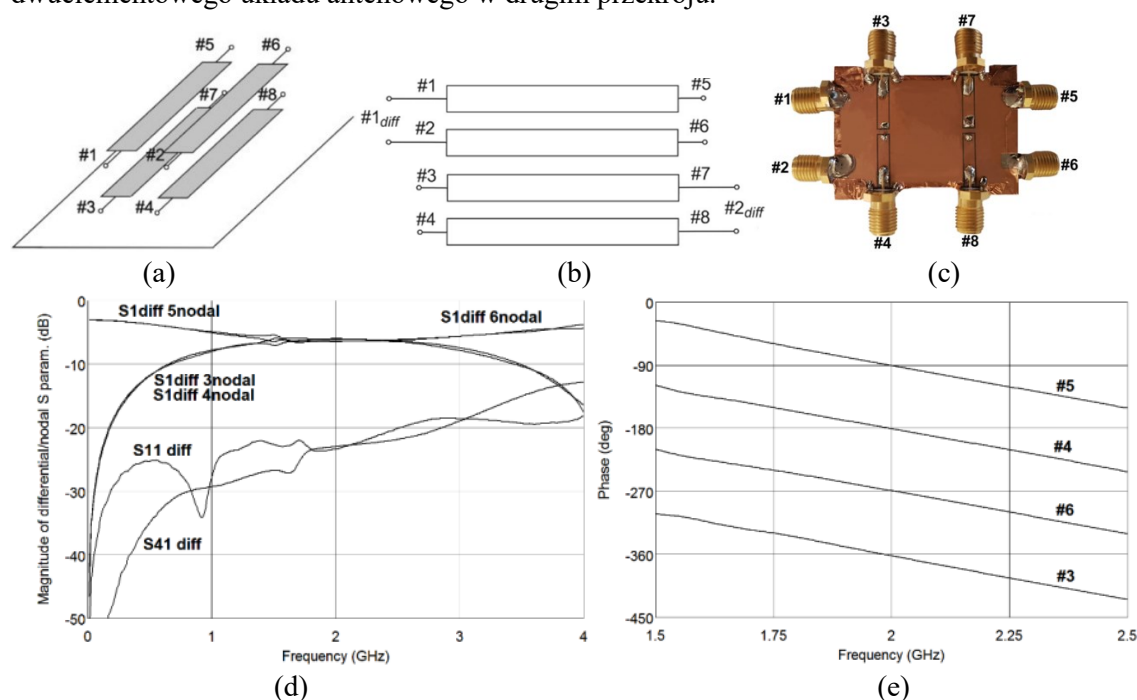 dwuelementowego układu antenowego w drugim przekroju.
#5 #6
#7 #8
#1 #2
#3 #4
#1diff
#1 #5
#2 #6
#3 #7
#4 #8
#2diff
#3 #7
#1 #5
#2 #6
#4 #8
(a) (b) (c)
Magnitude of differential/nodal S param. (dB)
0
-10
-20
-30
-40
-50
S1diff 5nodal
S1diff 6nodal
S1diff 3nodal
S1diff 4nodal
S11 diff
S41 diff
0 1 2 3 4
Frequency (GHz)
Phase (deg)
0
-90
-180
-270
-360
-450
#5
#4
#6
#3
1.5 1.75 2 2.25 2.5
Frequency (GHz)
(d) (e)